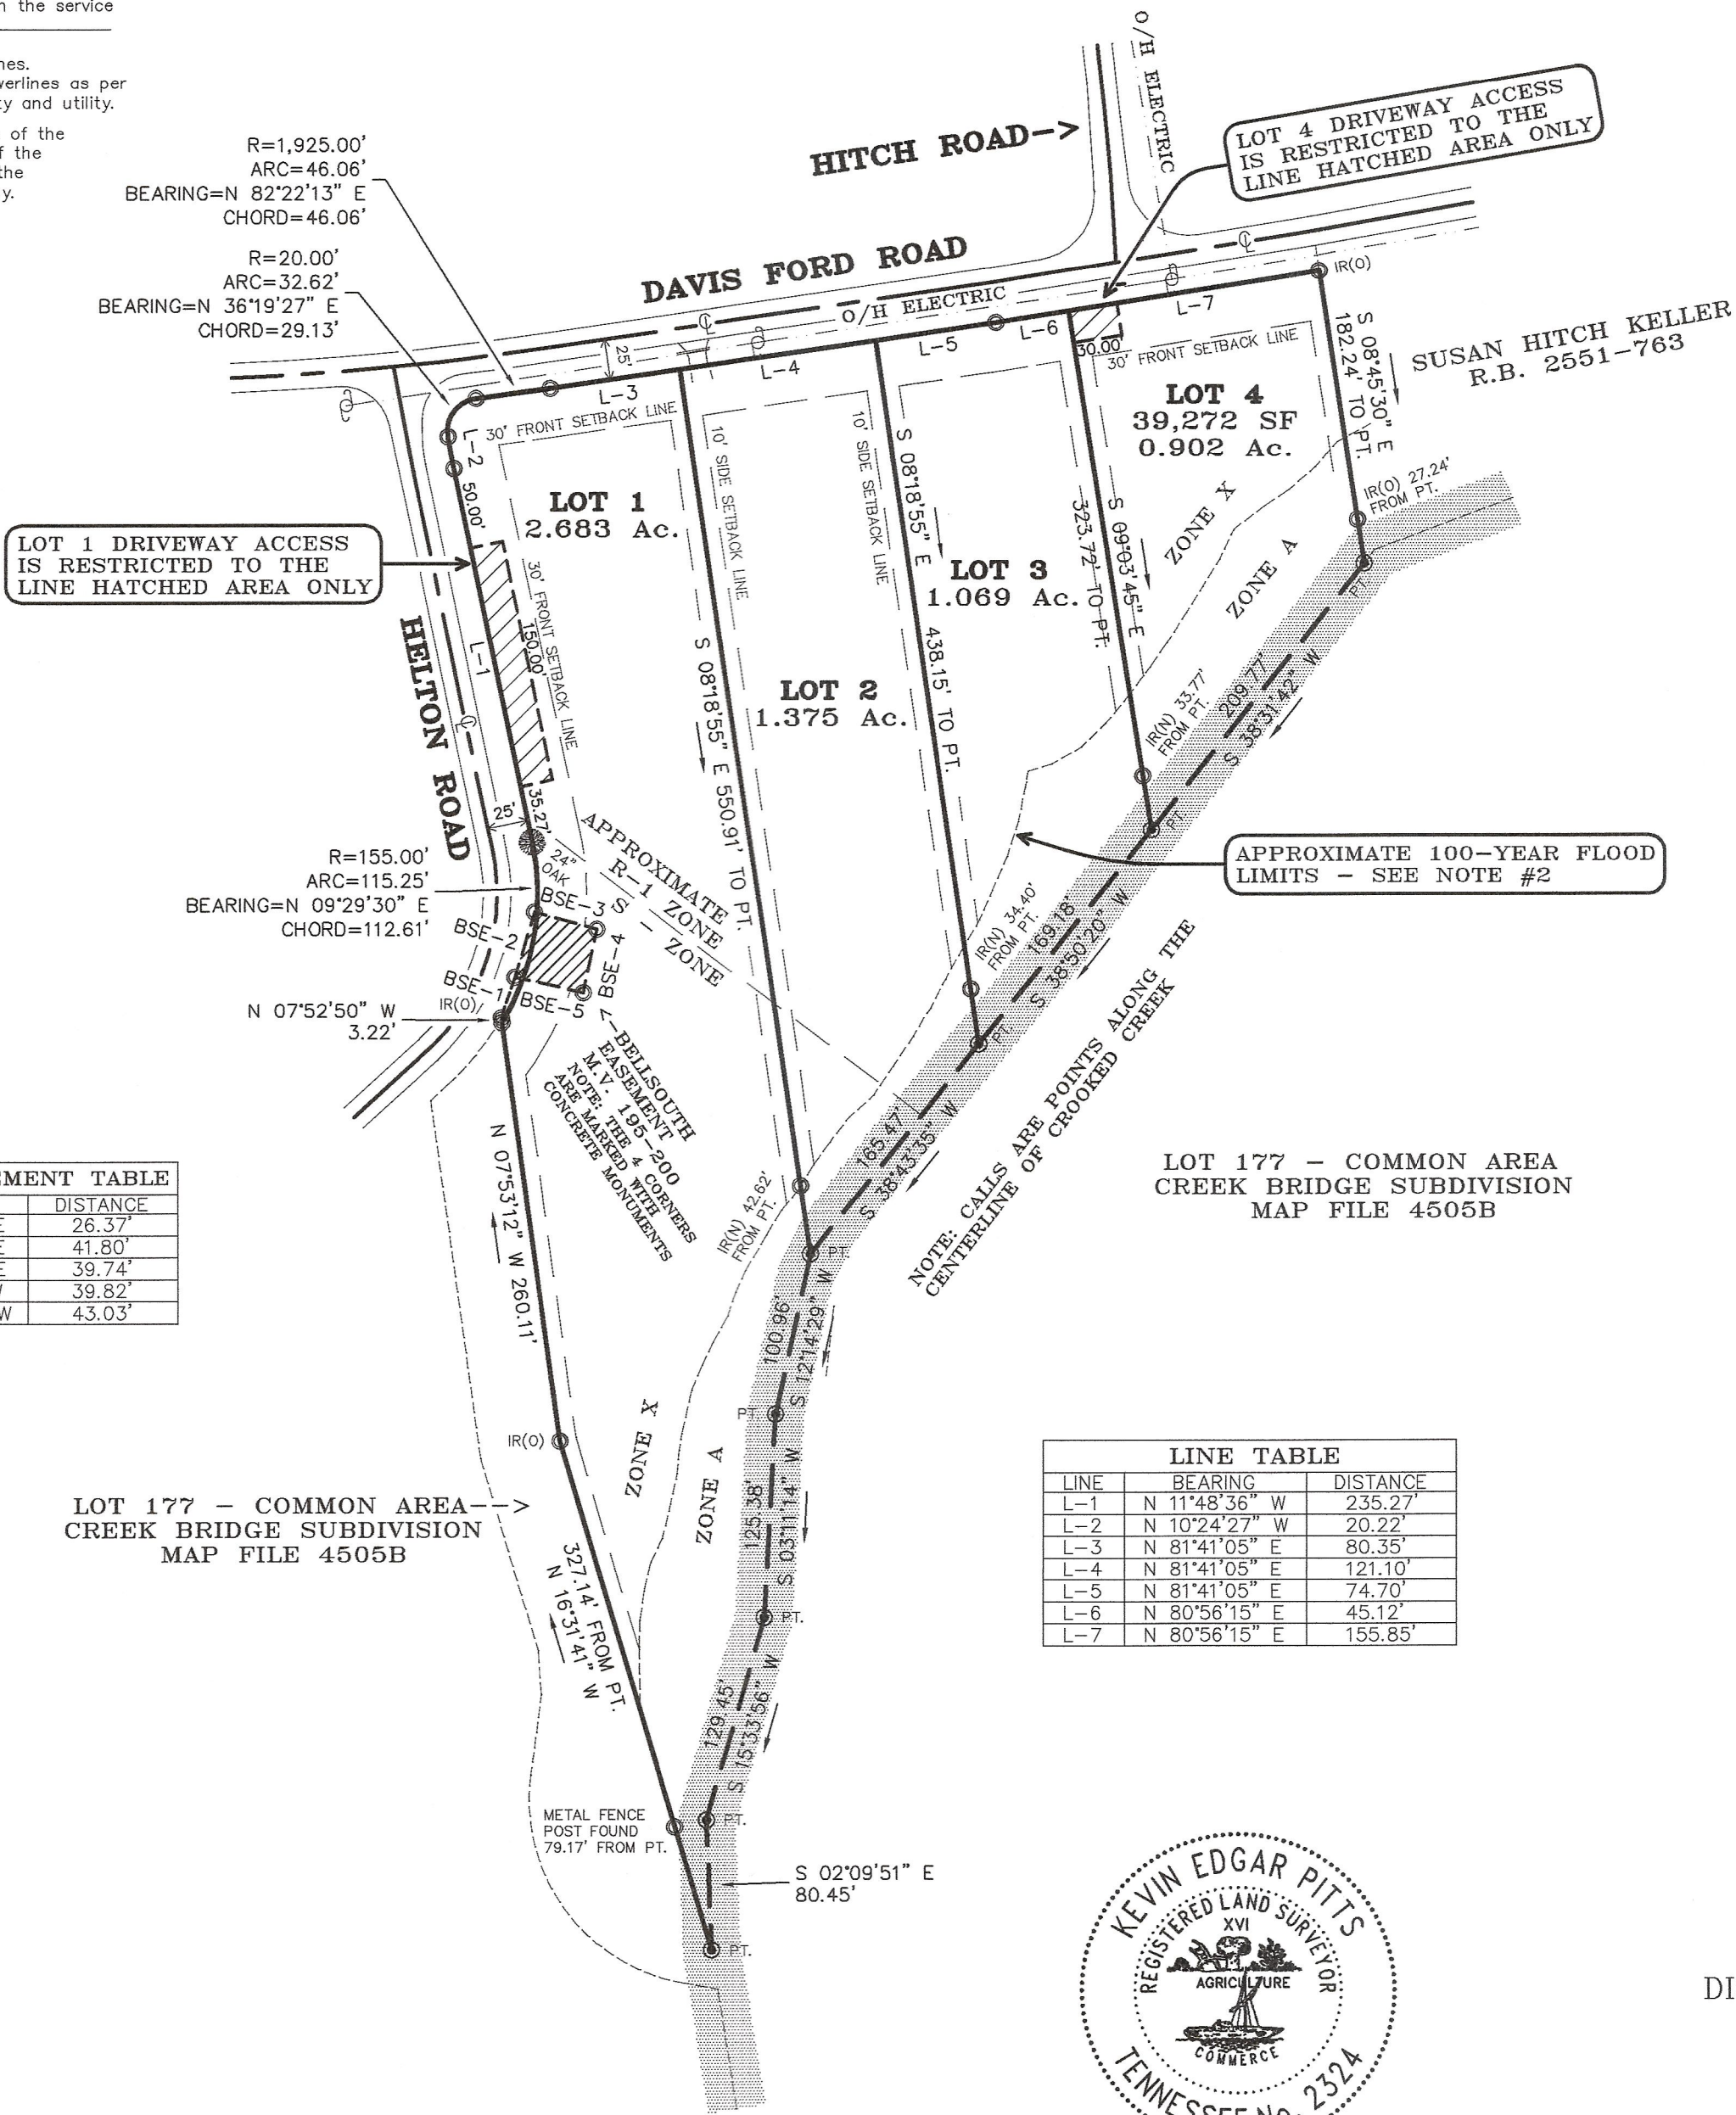 n the service
nes.
verlines as per
ty and utility.
of the
f the
the
y.
R=1,925.00'
ARC=46.06'
BEARING=N 82°22'13" E
CHORD=46.06'
R=20.00'
ARC=32.62'
BEARING=N 36°19'27" E
CHORD=29.13'
HITCH ROAD-->
O/H ELECTRIC
LOT 4 DRIVEWAY ACCESS
IS RESTRICTED TO THE
LINE HATCHED AREA ONLY
DAVIS FORD ROAD
O/H ELECTRIC
25'
L-3
L-4
L-5
L-6
L-7
30.00'
IR(O)
S 08°45'30" E
182.24' TO PT.
SUSAN HITCH KELLER
R.B. 2551-763
30' FRONT SETBACK LINE
30' FRONT SETBACK LINE
L-2
50.00'
LOT 1
2.683 Ac.
LOT 4
39,272 SF
0.902 Ac.
10' SIDE SETBACK LINE
10' SIDE SETBACK LINE
IR(O) 27.24'
FROM PT.
PT.
LOT 1 DRIVEWAY ACCESS
IS RESTRICTED TO THE
LINE HATCHED AREA ONLY
HELTON ROAD
L-1
150.00'
30' FRONT SETBACK LINE
35.27'
25'
S 08°18'55" E 550.91' TO PT.
LOT 2
1.375 Ac.
S 08°18'55" E 438.15' TO PT.
LOT 3
1.069 Ac.
S 09°03'45" E
323.72' TO PT.
ZONE X
ZONE A
209.77'
S 38°31'42" W
IR(N) 33.77'
FROM PT.
PT.
24"
OAK
APPROXIMATE
R-1 ZONE
S - ZONE
R=155.00'
ARC=115.25'
BEARING=N 09°29'30" E
CHORD=112.61'
BSE-3
BSE-2
BSE-4
BSE-1
BSE-5
IR(O)
N 07°52'50" W
3.22'
<--BELLSOUTH
EASEMENT
M.V. 195-200
NOTE: THE 4 CORNERS
ARE MARKED WITH
CONCRETE MONUMENTS
APPROXIMATE 100-YEAR FLOOD
LIMITS - SEE NOTE #2
IR(N) 34.40'
FROM PT.
169.18'
S 38°50'20" W
PT.
NOTE: CALLS ARE POINTS ALONG THE
CENTERLINE OF CROOKED CREEK
165.47'
S 38°43'35" W
IR(N) 42.62'
FROM PT.
PT.
LOT 177 - COMMON AREA
CREEK BRIDGE SUBDIVISION
MAP FILE 4505B
EMENT TABLE
DISTANCE
E 26.37'
E 41.80'
E 39.74'
W 39.82'
W 43.03'
N 07°53'12" W 260.11'
100.96'
S 12°14'29" W
PT.
IR(O)
ZONE X
ZONE A
125.38'
S 03°11'14" W
PT.
LOT 177 - COMMON AREA-->
CREEK BRIDGE SUBDIVISION
MAP FILE 4505B
327.14' FROM PT.
N 16°31'41" W
129.45'
S 15°33'56" W
PT.
METAL FENCE
POST FOUND
79.17' FROM PT.
S 02°09'51" E
80.45'
PT.
LINE TABLE
LINE BEARING DISTANCE
L-1 N 11°48'36" W 235.27'
L-2 N 10°24'27" W 20.22'
L-3 N 81°41'05" E 80.35'
L-4 N 81°41'05" E 121.10'
L-5 N 81°41'05" E 74.70'
L-6 N 80°56'15" E 45.12'
L-7 N 80°56'15" E 155.85'
KEVIN EDGAR PITTS
REGISTERED LAND SURVEYOR
XVI
AGRICULTURE
COMMERCE
TENNESSEE NO. 2324
DI